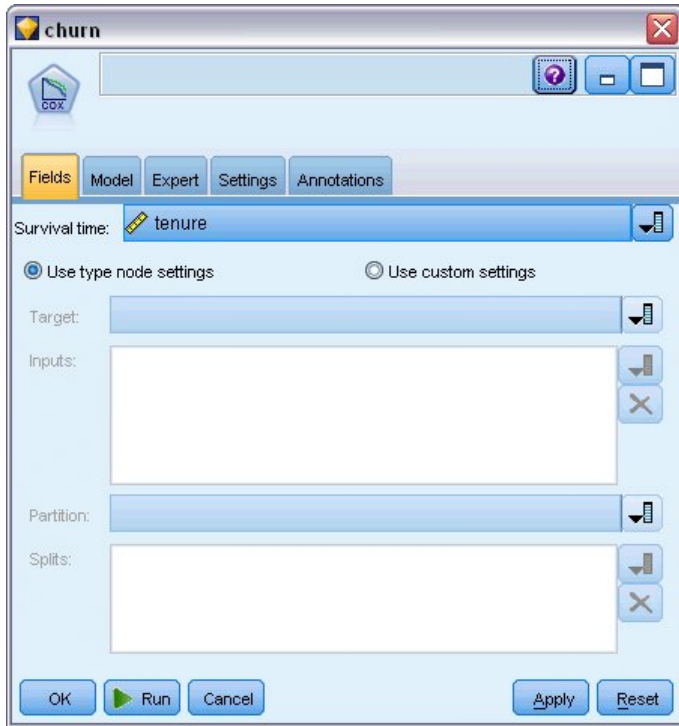 churn
COX
Fields Model Expert Settings Annotations
Survival time: tenure
Use type node settings Use custom settings
Target:
Inputs:
Partition:
Splits:
OK Run Cancel Apply Reset